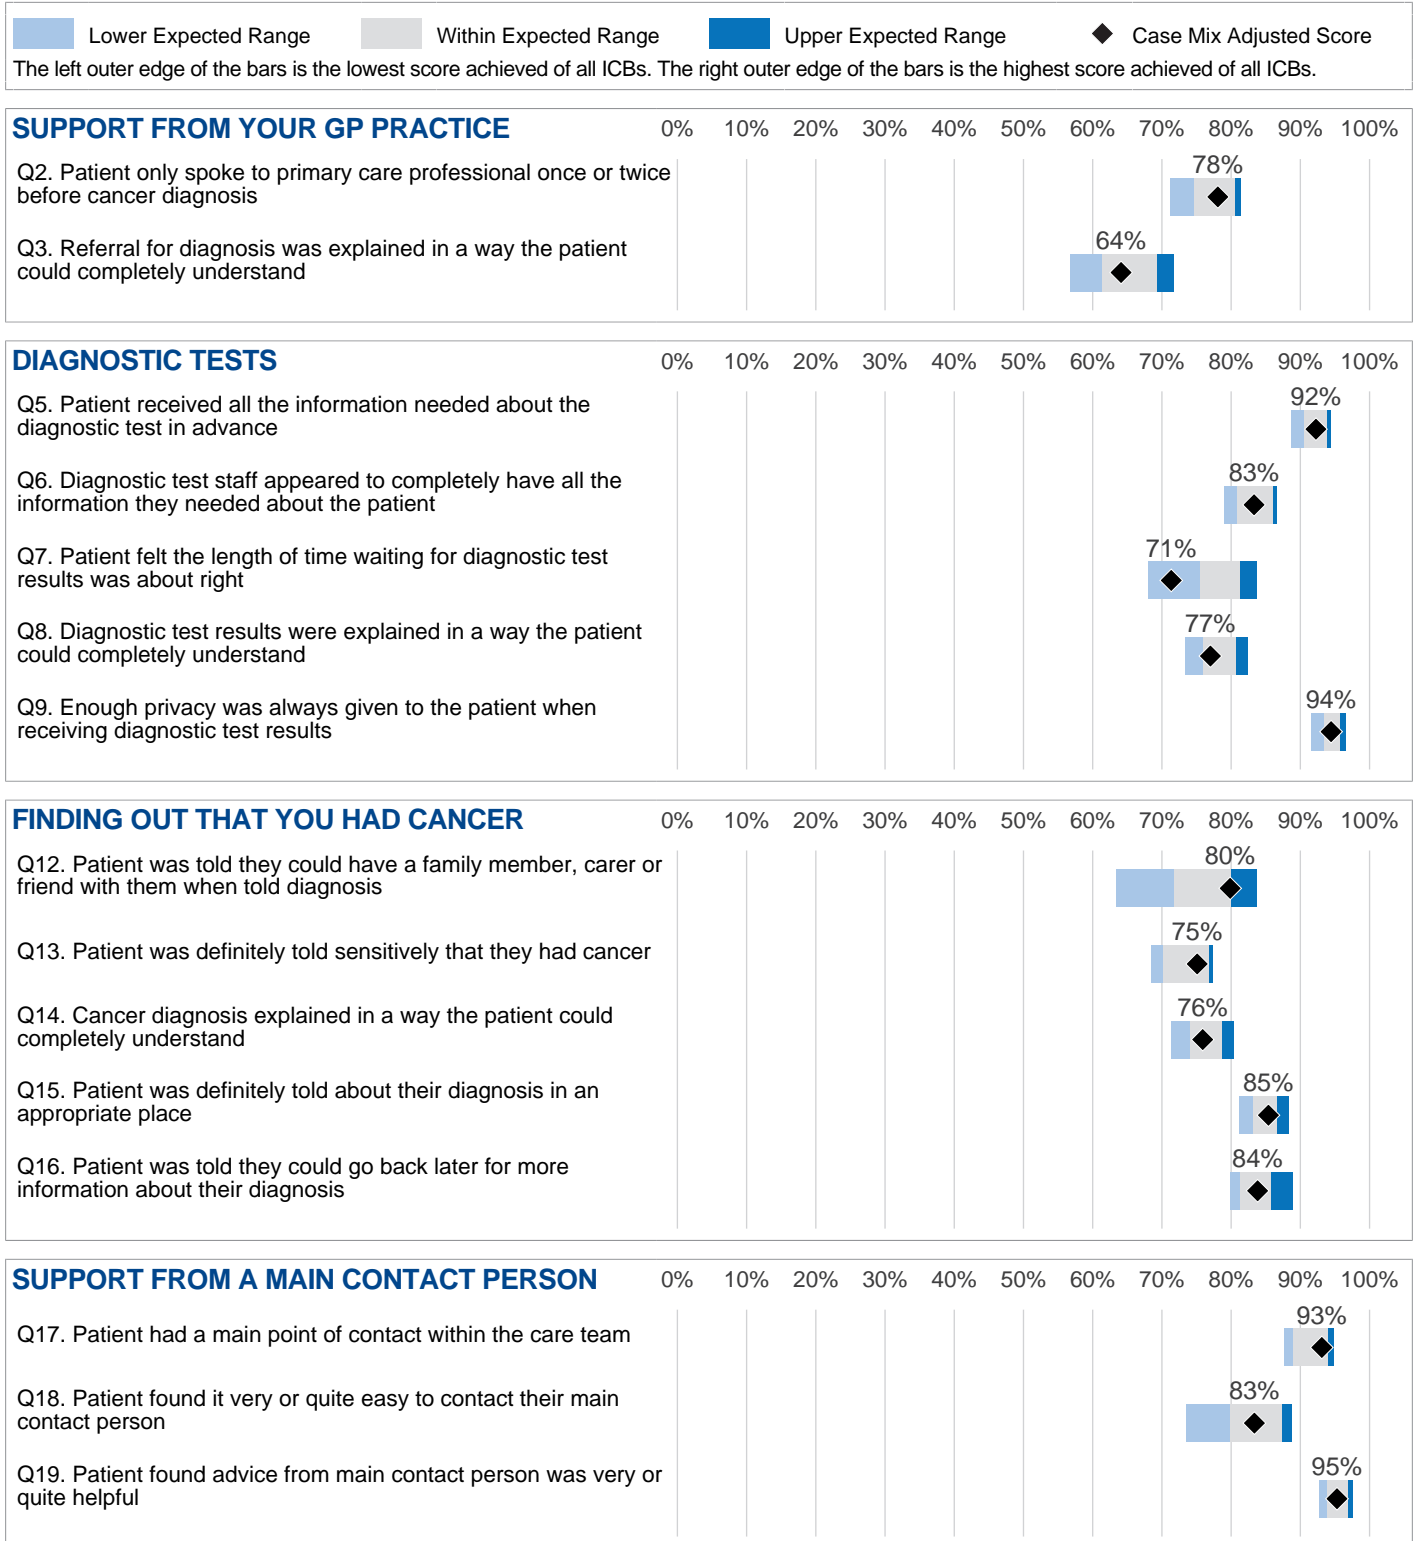 Lower Expected Range Within Expected Range Upper Expected Range Case Mix Adjusted Score
The left outer edge of the bars is the lowest score achieved of all ICBs. The right outer edge of the bars is the highest score achieved of all ICBs.
SUPPORT FROM YOUR GP PRACTICE 0% 10% 20% 30% 40% 50% 60% 70% 80% 90% 100%
Q2. Patient only spoke to primary care professional once or twice
before cancer diagnosis
78%
Q3. Referral for diagnosis was explained in a way the patient
could completely understand
64%
DIAGNOSTIC TESTS 0% 10% 20% 30% 40% 50% 60% 70% 80% 90% 100%
Q5. Patient received all the information needed about the
diagnostic test in advance
92%
Q6. Diagnostic test staff appeared to completely have all the
information they needed about the patient
83%
Q7. Patient felt the length of time waiting for diagnostic test
results was about right
71%
Q8. Diagnostic test results were explained in a way the patient
could completely understand
77%
Q9. Enough privacy was always given to the patient when
receiving diagnostic test results
94%
FINDING OUT THAT YOU HAD CANCER 0% 10% 20% 30% 40% 50% 60% 70% 80% 90% 100%
Q12. Patient was told they could have a family member, carer or
friend with them when told diagnosis
80%
Q13. Patient was definitely told sensitively that they had cancer
75%
Q14. Cancer diagnosis explained in a way the patient could
completely understand
76%
Q15. Patient was definitely told about their diagnosis in an
appropriate place
85%
Q16. Patient was told they could go back later for more
information about their diagnosis
84%
SUPPORT FROM A MAIN CONTACT PERSON 0% 10% 20% 30% 40% 50% 60% 70% 80% 90% 100%
Q17. Patient had a main point of contact within the care team
93%
Q18. Patient found it very or quite easy to contact their main
contact person
83%
Q19. Patient found advice from main contact person was very or
quite helpful
95%